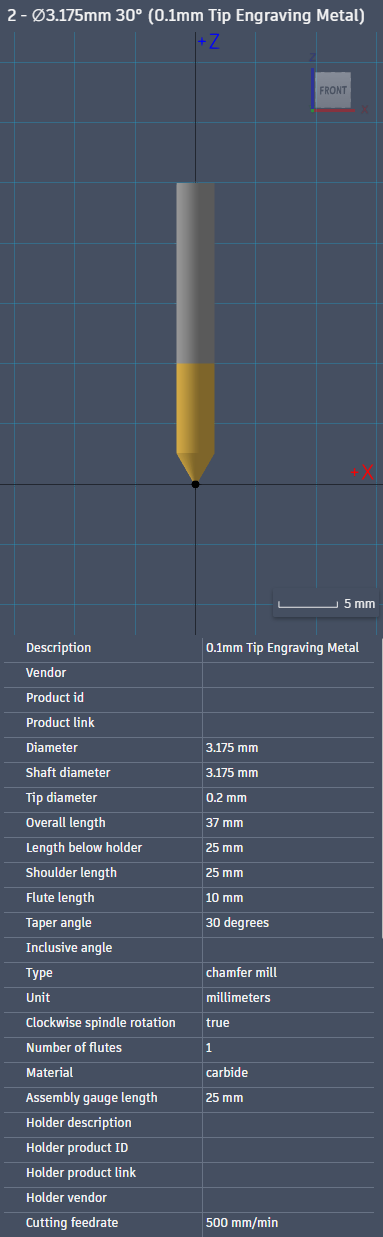 2 - Ø3.175mm 30° (0.1mm Tip Engraving Metal)
+Z
Z
FRONT
X
+X
5 mm
Description 0.1mm Tip Engraving Metal
Vendor
Product id
Product link
Diameter 3.175 mm
Shaft diameter 3.175 mm
Tip diameter 0.2 mm
Overall length 37 mm
Length below holder 25 mm
Shoulder length 25 mm
Flute length 10 mm
Taper angle 30 degrees
Inclusive angle
Type chamfer mill
Unit millimeters
Clockwise spindle rotation true
Number of flutes 1
Material carbide
Assembly gauge length 25 mm
Holder description
Holder product ID
Holder product link
Holder vendor
Cutting feedrate 500 mm/min